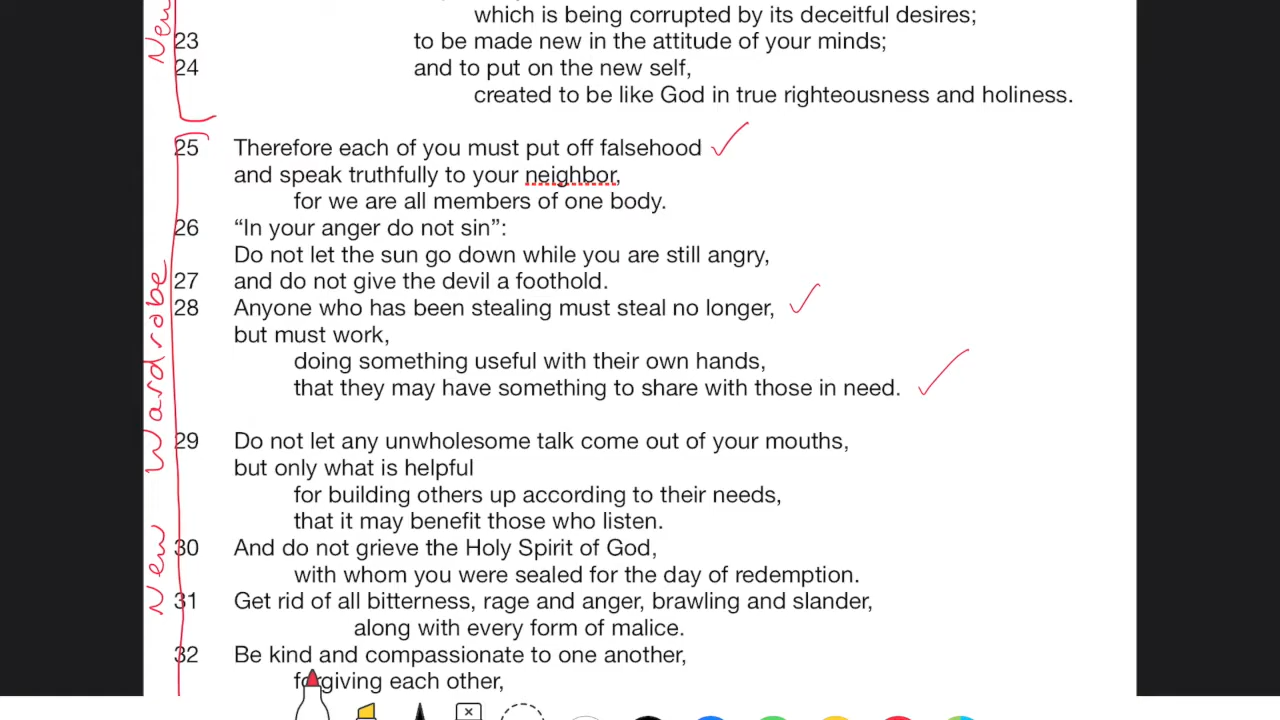 which is being corrupted by its deceitful desires;
23 to be made new in the attitude of your minds;
24 and to put on the new self,
created to be like God in true righteousness and holiness.
25 Therefore each of you must put off falsehood
and speak truthfully to your neighbor,
for we are all members of one body.
26 “In your anger do not sin”:
Do not let the sun go down while you are still angry,
27 and do not give the devil a foothold.
28 Anyone who has been stealing must steal no longer,
but must work,
doing something useful with their own hands,
that they may have something to share with those in need.
29 Do not let any unwholesome talk come out of your mouths,
but only what is helpful
for building others up according to their needs,
that it may benefit those who listen.
30 And do not grieve the Holy Spirit of God,
with whom you were sealed for the day of redemption.
31 Get rid of all bitterness, rage and anger, brawling and slander,
along with every form of malice.
32 Be kind and compassionate to one another,
forgiving each other,
New
New Wardrobe